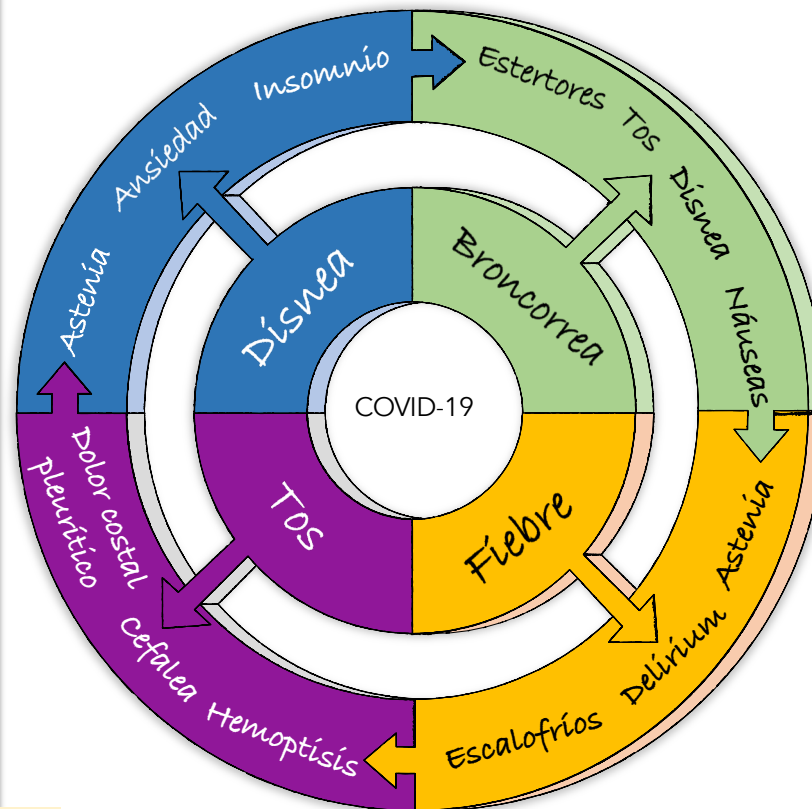 Insomnio
Ansiedad
Astenia
Estertores
Tos
Disnea
Náuseas
Disnea
Broncorrea
COVID-19
Tos
Fiebre
Dolor costal
pleurítico
Cefalea
Hemoptisis
Astenia
Delirium
Escalofríos